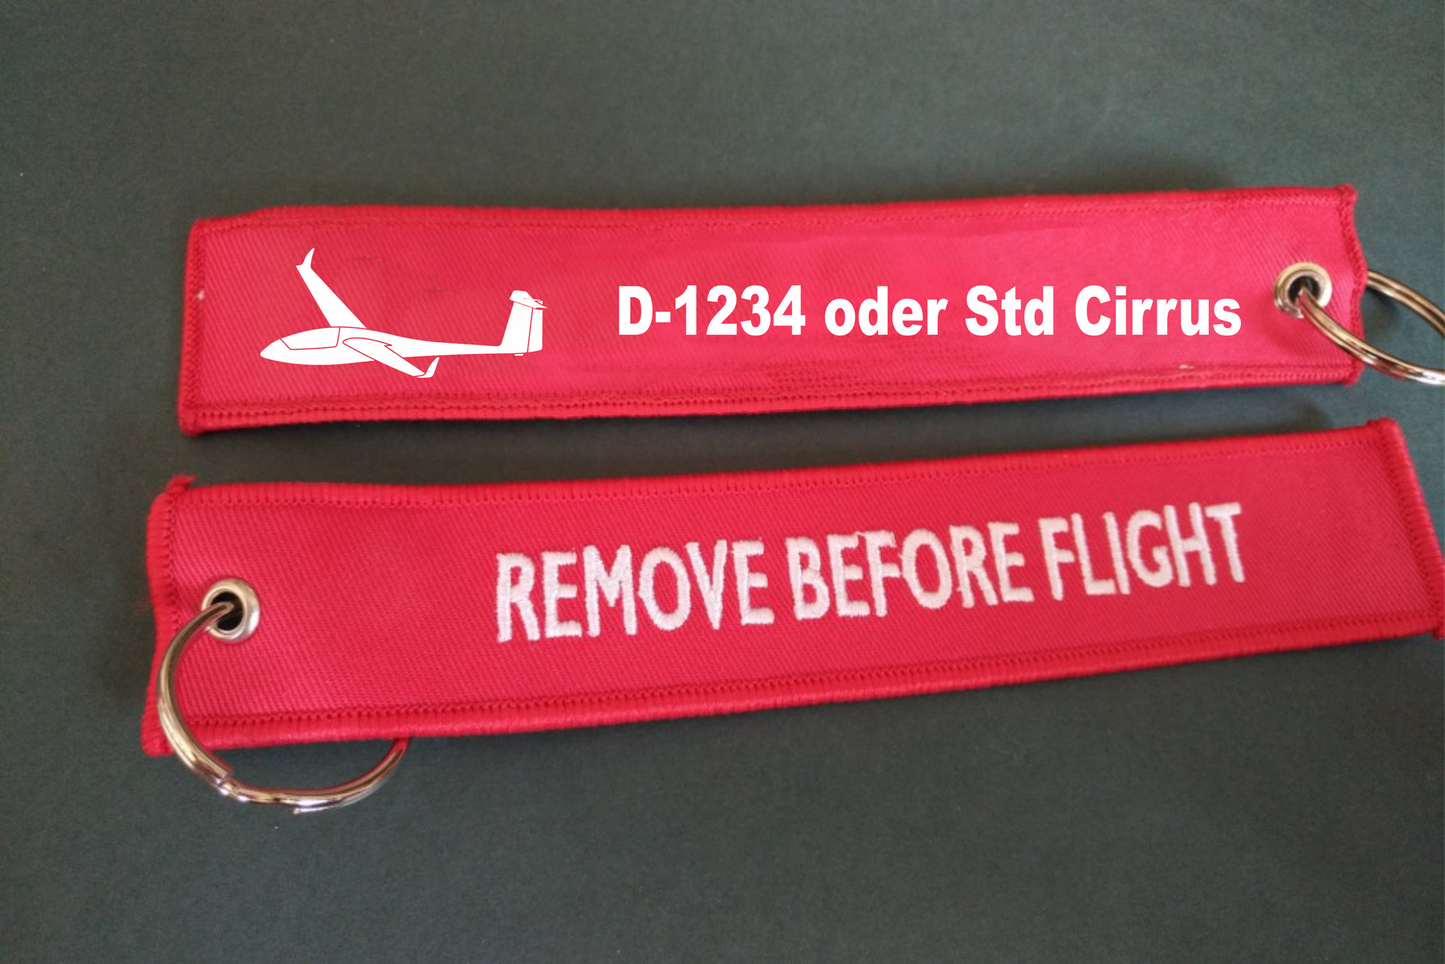 D-1234 oder Std Cirrus
REMOVE BEFORE FLIGHT